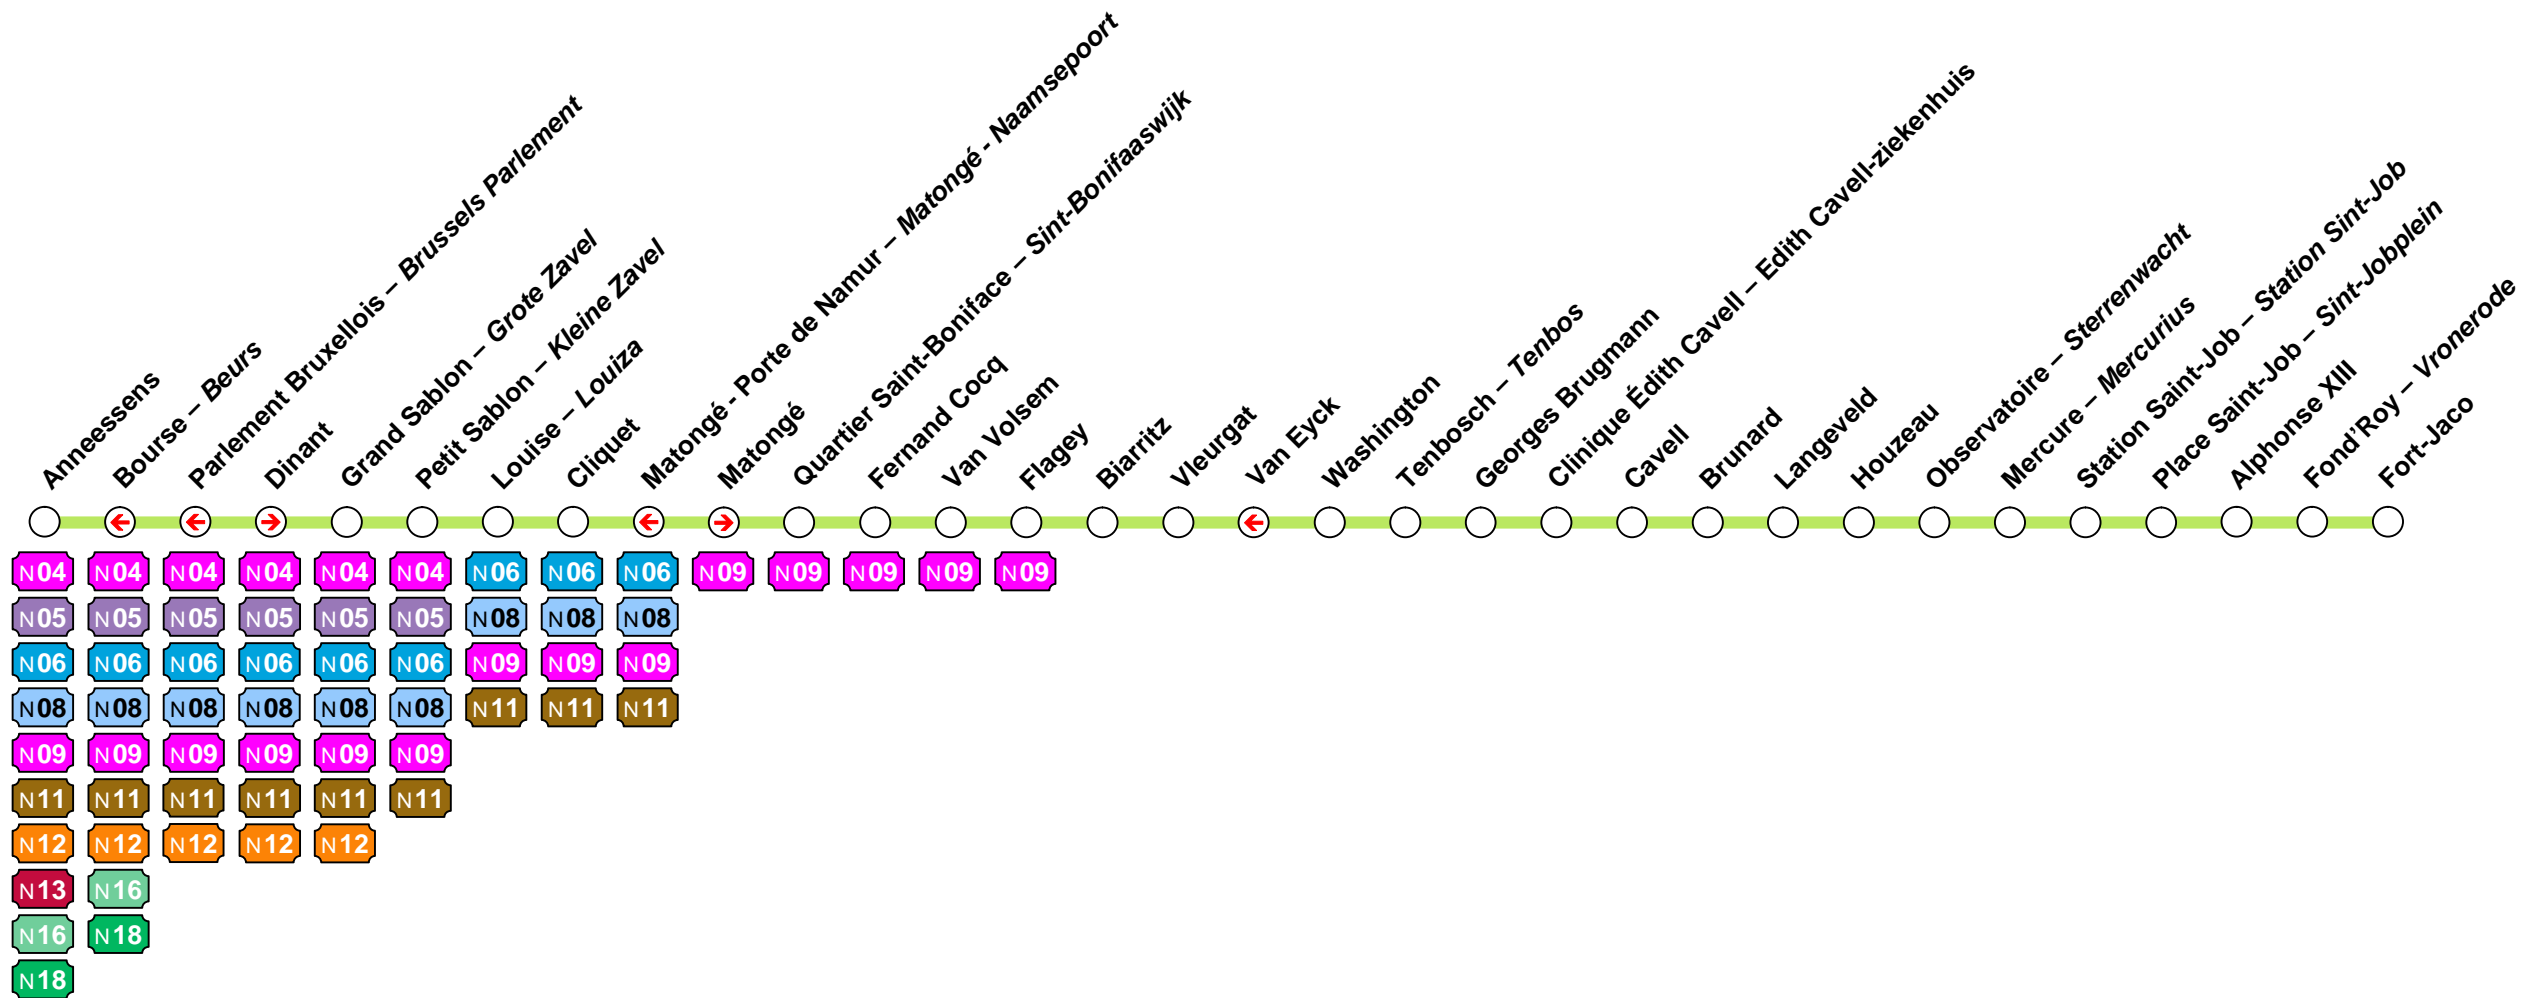 Anneessens
Bourse – Beurs
Parlement Bruxellois – Brussels Parlement
Dinant
Grand Sablon – Grote Zavel
Petit Sablon – Kleine Zavel
Louise – Louiza
Cliquet
Matongé - Porte de Namur – Matongé - Naamsepoort
Matongé
Quartier Saint-Boniface – Sint-Bonifaaswijk
Fernand Cocq
Van Volsem
Flagey
Biarritz
Vleurgat
Van Eyck
Washington
Tenbosch – Tenbos
Georges Brugmann
Clinique Édith Cavell – Edith Cavell-ziekenhuis
Cavell
Brunard
Langeveld
Houzeau
Observatoire – Sterrenwacht
Mercure – Mercurius
Station Saint-Job – Station Sint-Job
Place Saint-Job – Sint-Jobplein
Alphonse XIII
Fond'Roy – Vronerode
Fort-Jaco
N04 N04 N04 N04 N04 N04 N06 N06 N06 N09 N09 N09 N09 N09
N05 N05 N05 N05 N05 N05 N08 N08 N08
N06 N06 N06 N06 N06 N06 N09 N09 N09
N08 N08 N08 N08 N08 N08 N11 N11 N11
N09 N09 N09 N09 N09 N09
N11 N11 N11 N11 N11 N11
N12 N12 N12 N12 N12
N13 N16
N16 N18
N18